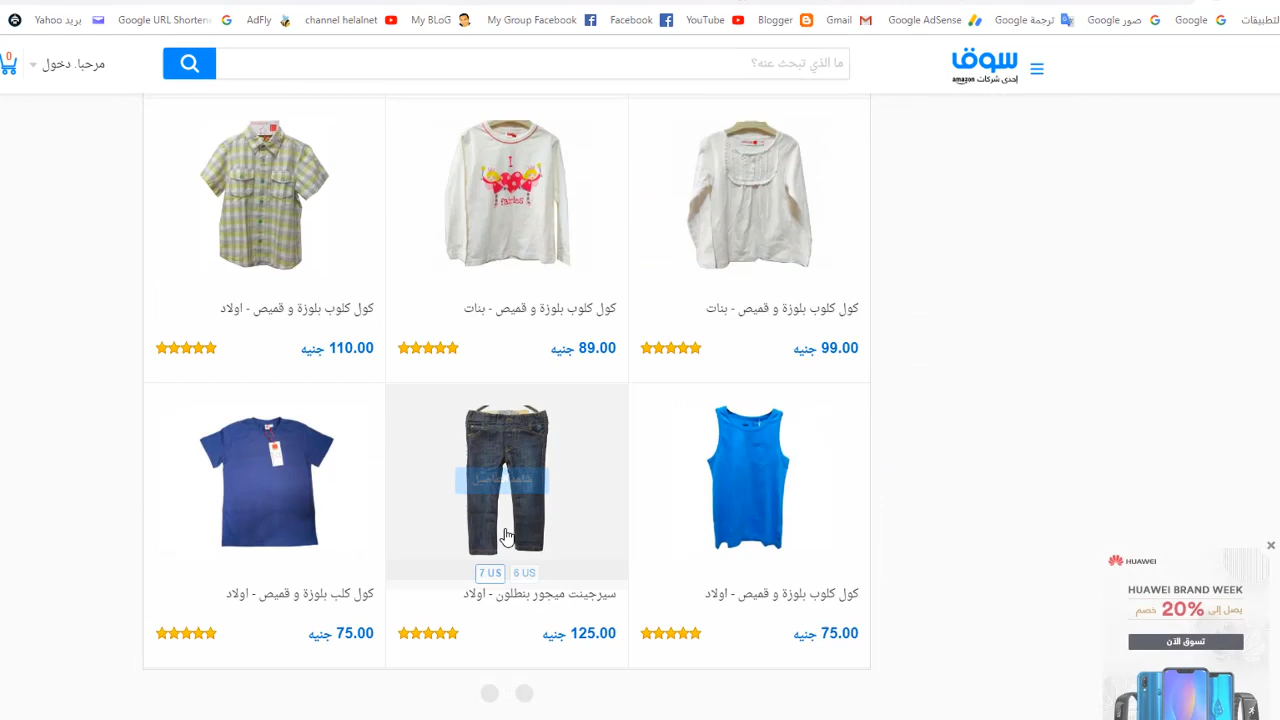 بريد Yahoo
Google URL Shorten
AdFly
channel helalnet
My BLoG
My Group Facebook
Facebook
YouTube
Blogger
Gmail
Google AdSense
ترجمة Google
صور Google
Google
التطبيقات
0
مرحبا. دخول
ما الذي تبحث عنه؟
سوق
إحدى شركات amazon
I
fairies
كول كلوب بلوزة و قميص - بنات
99.00 جنيه
كول كلوب بلوزة و قميص - بنات
89.00 جنيه
كول كلوب بلوزة و قميص - اولاد
110.00 جنيه
شاهد التفاصيل
7 US
6 US
كول كلوب بلوزة و قميص - اولاد
75.00 جنيه
سيرجينت ميجور بنطلون - اولاد
125.00 جنيه
كول كلب بلوزة و قميص - اولاد
75.00 جنيه
HUAWEI
HUAWEI BRAND WEEK
يصل إلى 20% خصم
تسوق الآن